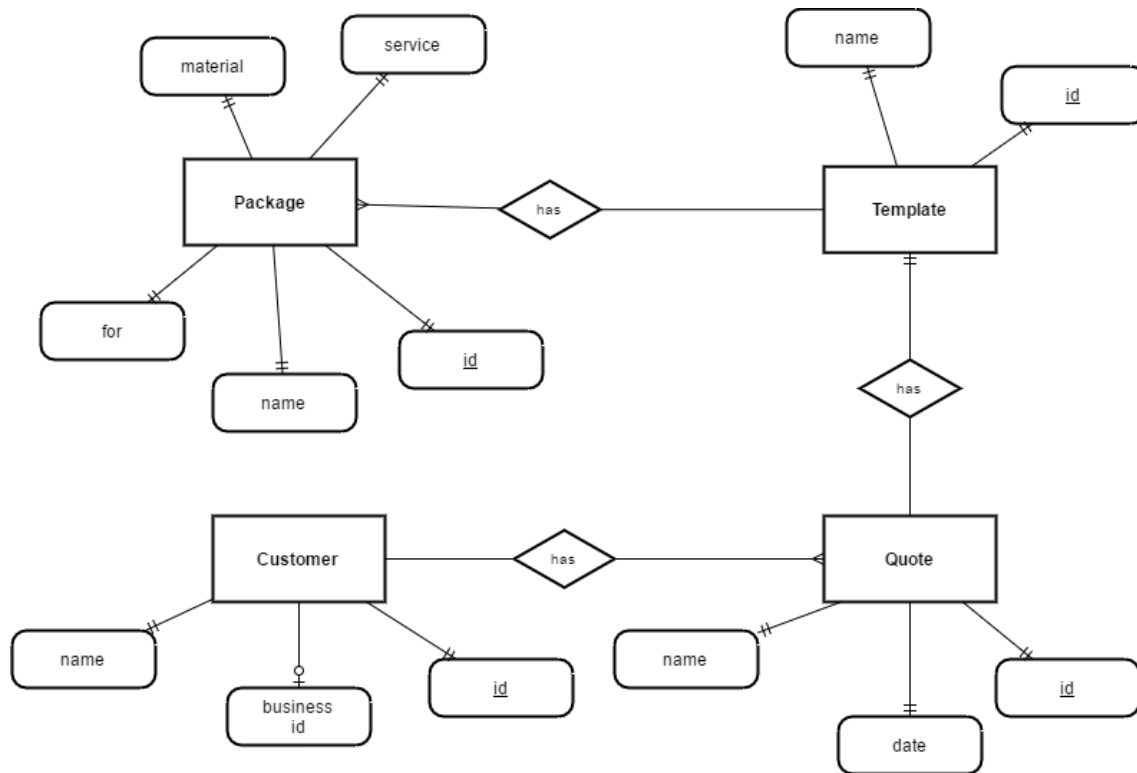 service
name
material
id
Package
has
Template
for
id
name
has
Customer
has
Quote
name
id
name
id
business
id
date